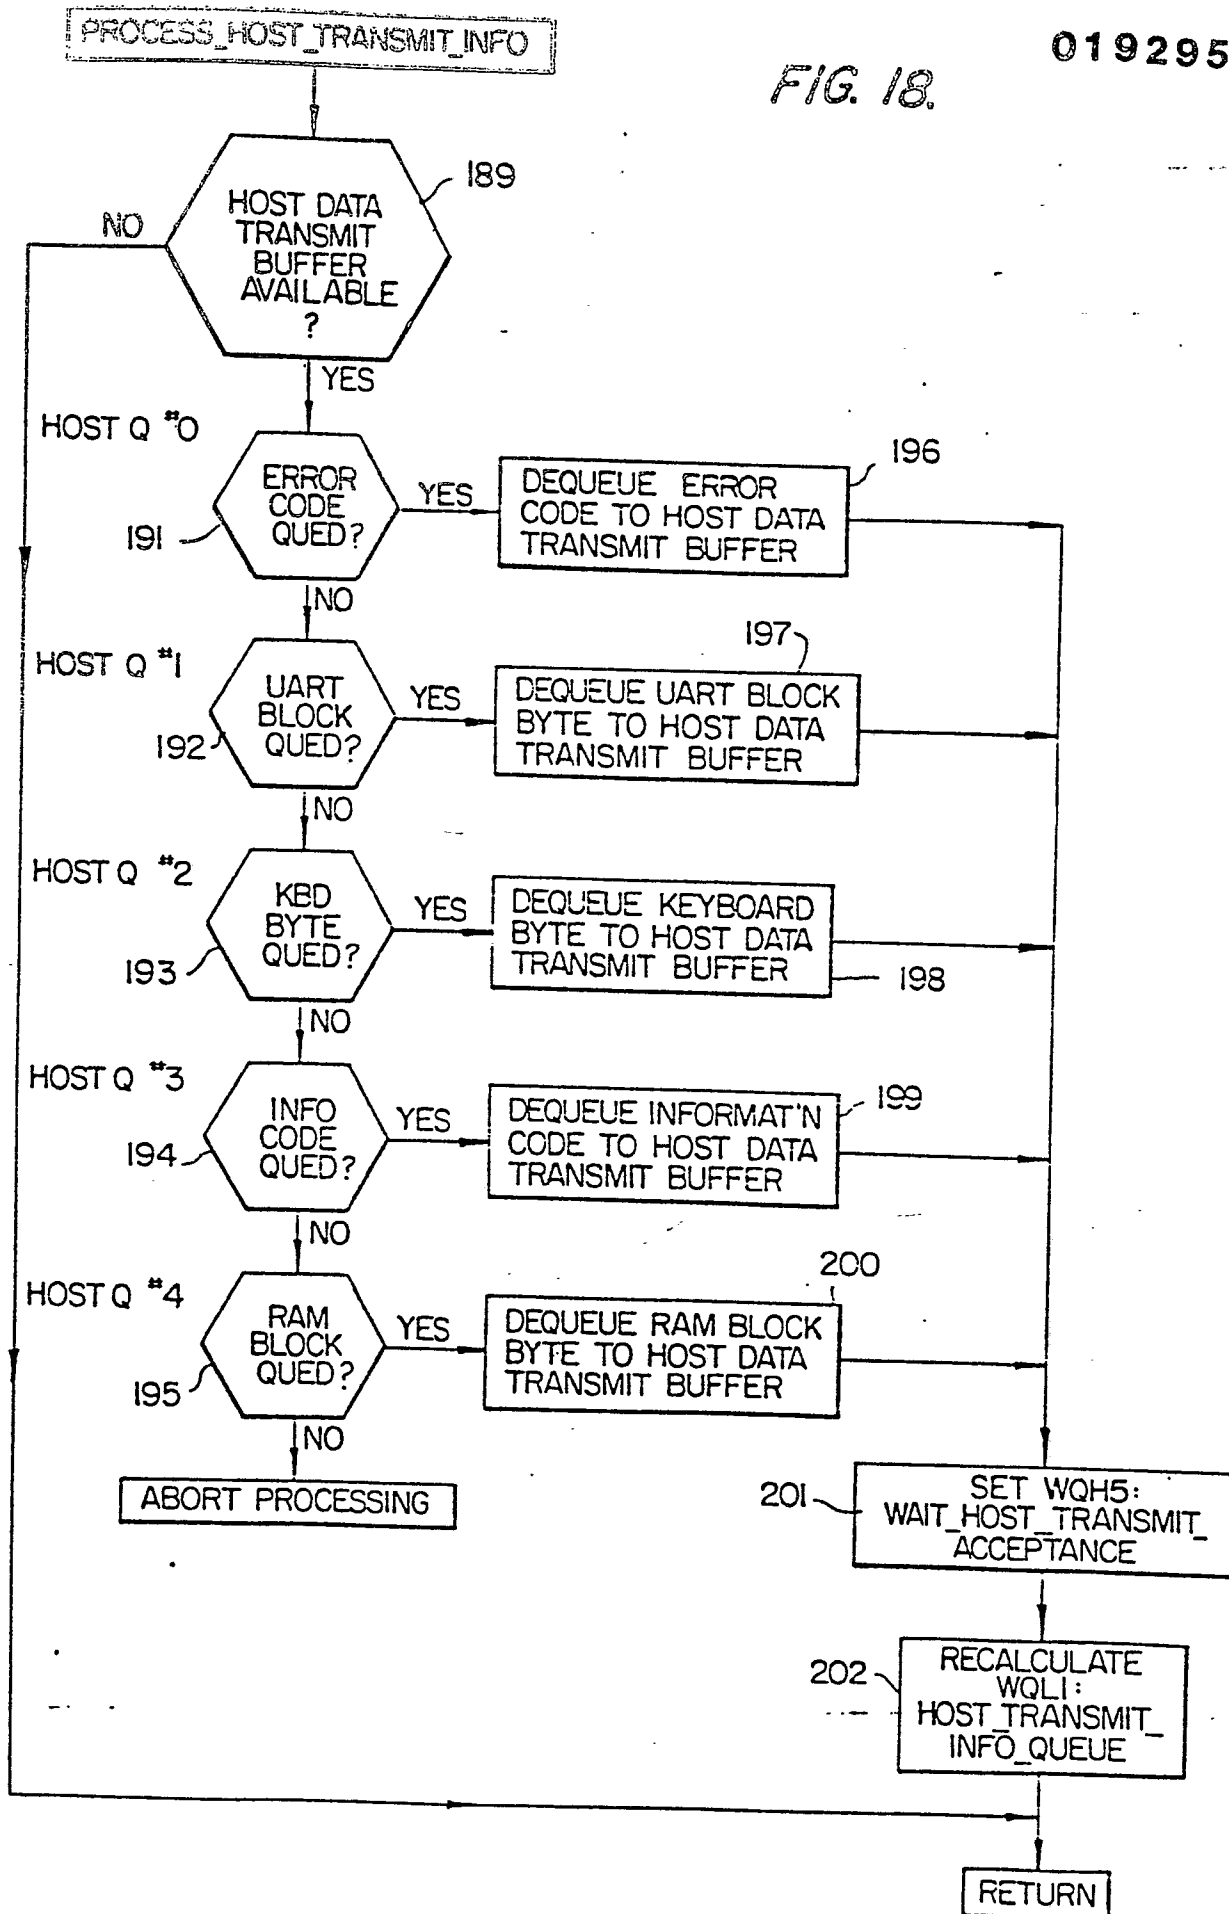 PROCESS_HOST_TRANSMIT_INFO
019295
FIG. 18.
189
HOST DATA
TRANSMIT
BUFFER
AVAILABLE
?
NO
YES
HOST Q #0
ERROR
CODE
QUED?
191
YES
DEQUEUE ERROR
CODE TO HOST DATA
TRANSMIT BUFFER
196
NO
HOST Q #1
UART
BLOCK
QUED?
192
YES
197
DEQUEUE UART BLOCK
BYTE TO HOST DATA
TRANSMIT BUFFER
NO
HOST Q #2
KBD
BYTE
QUED?
193
YES
DEQUEUE KEYBOARD
BYTE TO HOST DATA
TRANSMIT BUFFER
198
NO
HOST Q #3
INFO
CODE
QUED?
194
YES
DEQUEUE INFORMAT'N
CODE TO HOST DATA
TRANSMIT BUFFER
199
NO
HOST Q #4
RAM
BLOCK
QUED?
195
YES
200
DEQUEUE RAM BLOCK
BYTE TO HOST DATA
TRANSMIT BUFFER
NO
ABORT PROCESSING
201
SET WQH5:
WAIT_HOST_TRANSMIT_
ACCEPTANCE
202
RECALCULATE
WQL1:
HOST_TRANSMIT_
INFO_QUEUE
RETURN